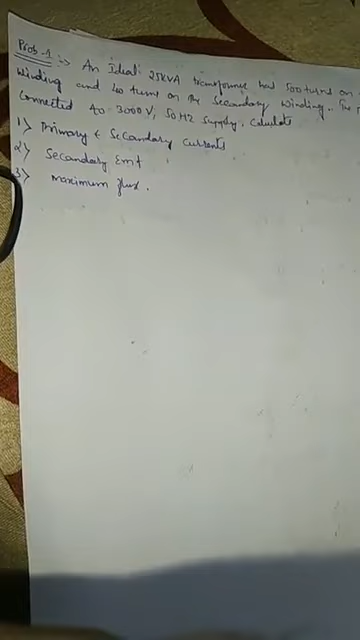 Prob.1 :-> An Ideal 25KVA transformer had 500 turns on
Winding and 40 turns on the Secondary Winding. The
Connected to 3000V, 50HZ Supply, Calculate
1> Primary & Secondary Currents
2> Secondary Emf
3> maximum flux.